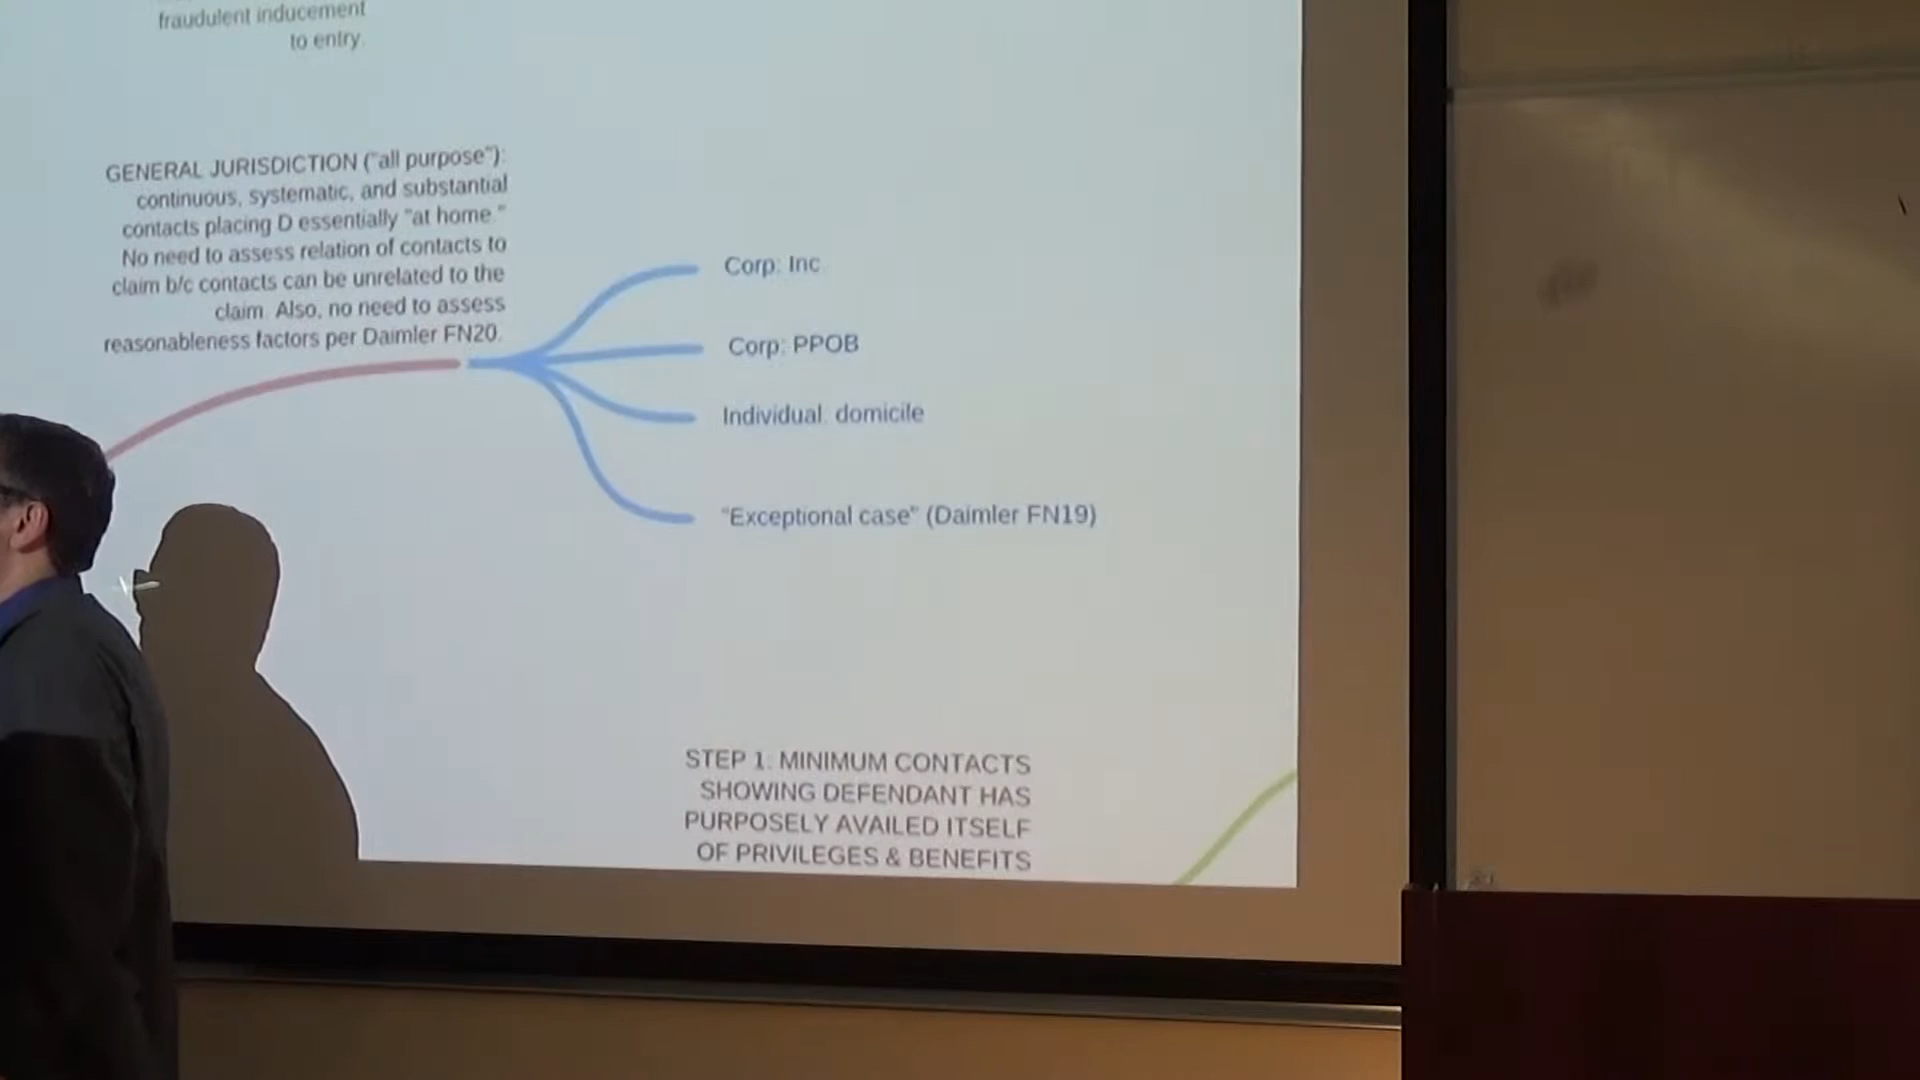 fraudulent inducement
to entry.
GENERAL JURISDICTION ("all purpose"):
continuous, systematic, and substantial
contacts placing D essentially "at home."
No need to assess relation of contacts to
claim b/c contacts can be unrelated to the
claim. Also, no need to assess
reasonableness factors per Daimler FN20.
Corp: Inc.
Corp: PPOB
Individual: domicile
"Exceptional case" (Daimler FN19)
STEP 1: MINIMUM CONTACTS
SHOWING DEFENDANT HAS
PURPOSELY AVAILED ITSELF
OF PRIVILEGES & BENEFITS